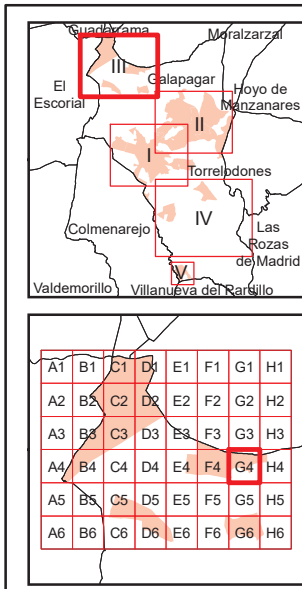 Guadarrama
Moralzarzal
III
El
Escorial
Galapagar
Hoyo de
Manzanares
II
I
Torrelodones
IV
Colmenarejo
Las
Rozas
de Madrid
V
Valdemorillo
Villanueva del Pardillo
A1 B1 C1 D1 E1 F1 G1 H1
A2 B2 C2 D2 E2 F2 G2 H2
A3 B3 C3 D3 E3 F3 G3 H3
A4 B4 C4 D4 E4 F4 G4 H4
A5 B5 C5 D5 E5 F5 G5 H5
A6 B6 C6 D6 E6 F6 G6 H6